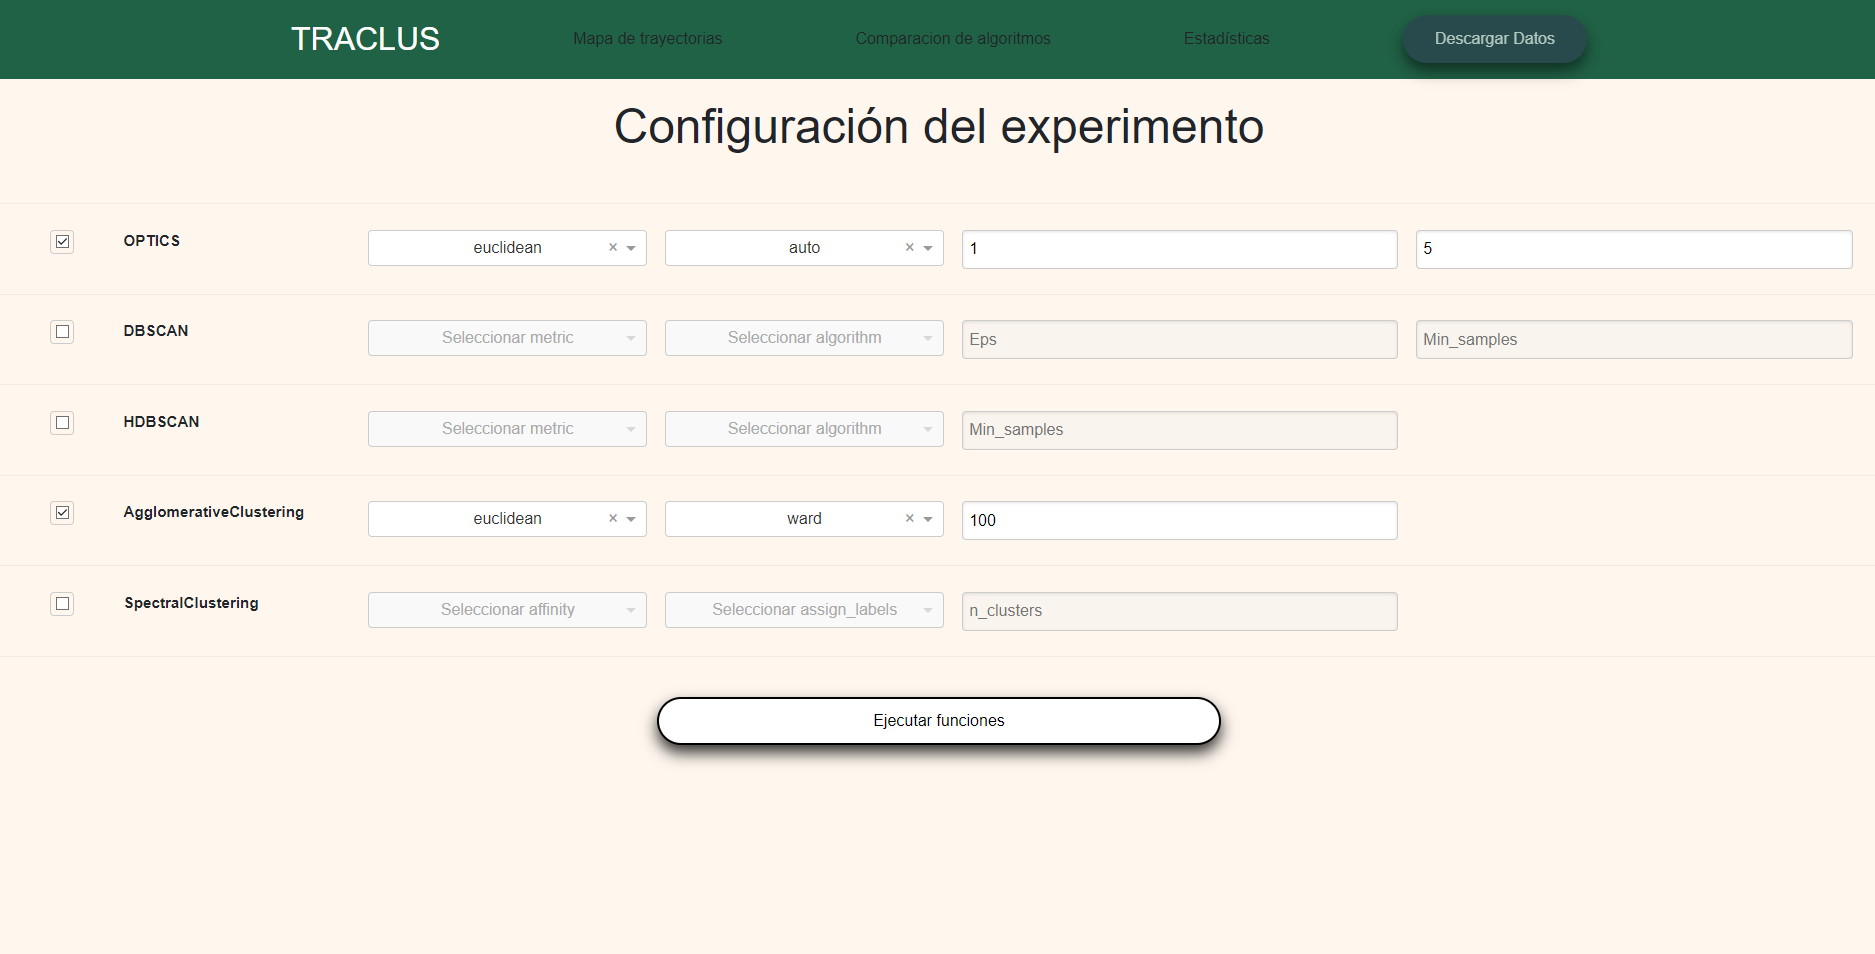 TRACLUS Mapa de trayectorias Comparacion de algoritmos Estadísticas Descargar Datos
Configuración del experimento
OPTICS euclidean × auto × 1 5
DBSCAN Seleccionar metric Seleccionar algorithm Eps Min_samples
HDBSCAN Seleccionar metric Seleccionar algorithm Min_samples
AgglomerativeClustering euclidean × ward × 100
SpectralClustering Seleccionar affinity Seleccionar assign_labels n_clusters
Ejecutar funciones